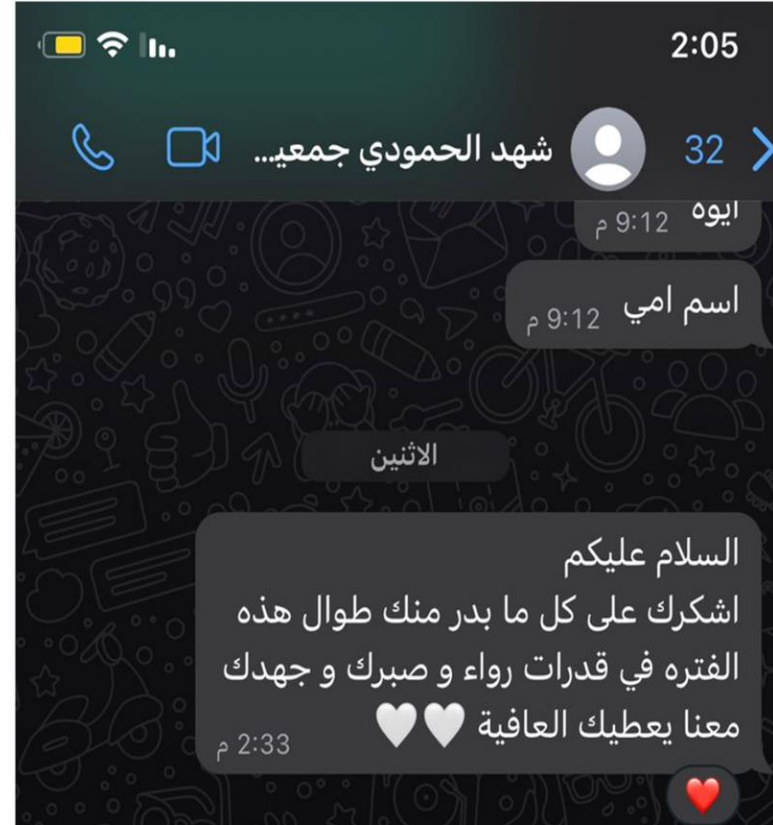 2:05
32
شهد الحمودي جمعيـ...
ايوه 9:12 م
اسم امي 9:12 م
الاثنين
السلام عليكم
اشكرك على كل ما بدر منك طوال هذه
الفتره في قدرات رواء و صبرك و جهدك
معنا يعطيك العافية 🤍🤍
2:33 م